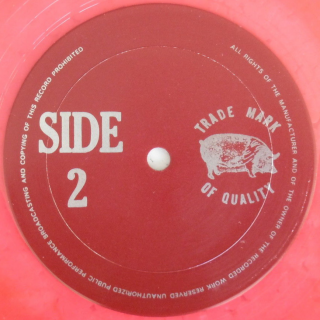 SIDE
2
TRADE MARK
OF QUALITY
ALL RIGHTS OF THE MANUFACTURER AND OF THE OWNER OF THE RECORDED WORK RESERVED UNAUTHORIZED PUBLIC PERFORMANCE BROADCASTING AND COPYING OF THIS RECORD PROHIBITED